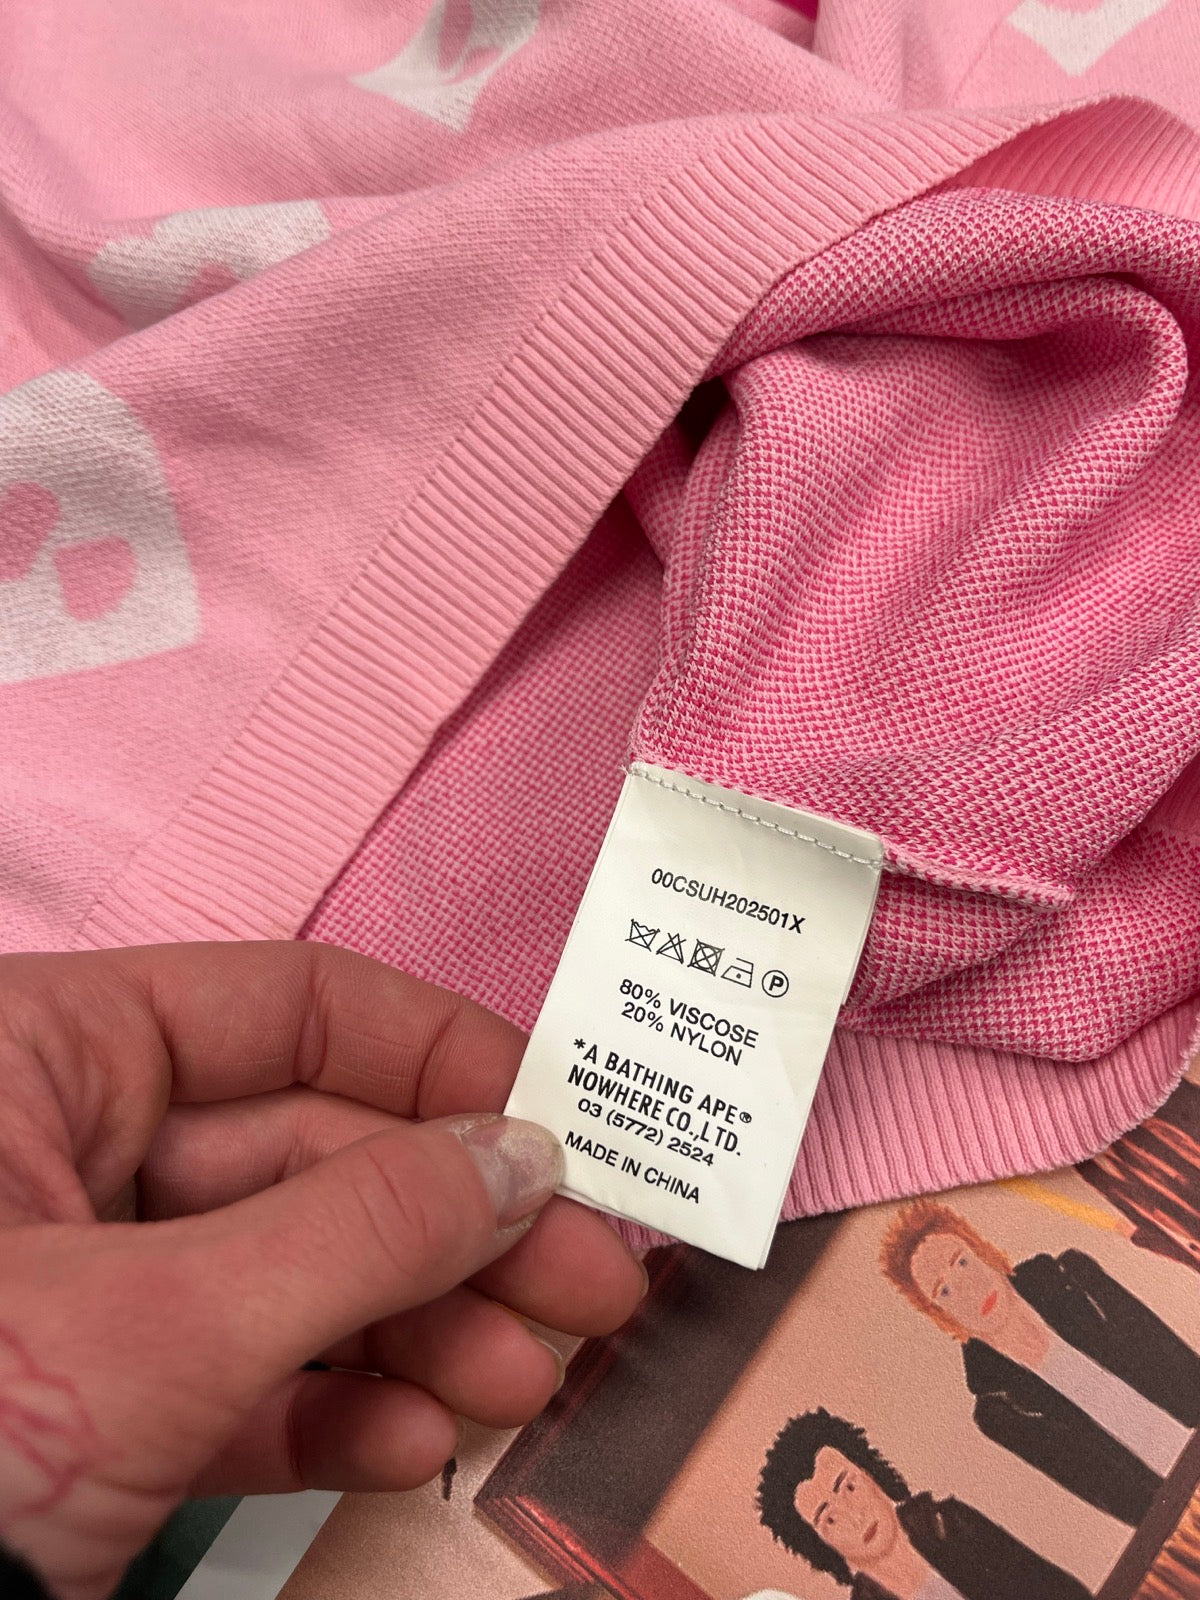 00CSUH202501X
P
80% VISCOSE
20% NYLON
*A BATHING APE®
NOWHERE CO.,LTD.
03 (5772) 2524
MADE IN CHINA